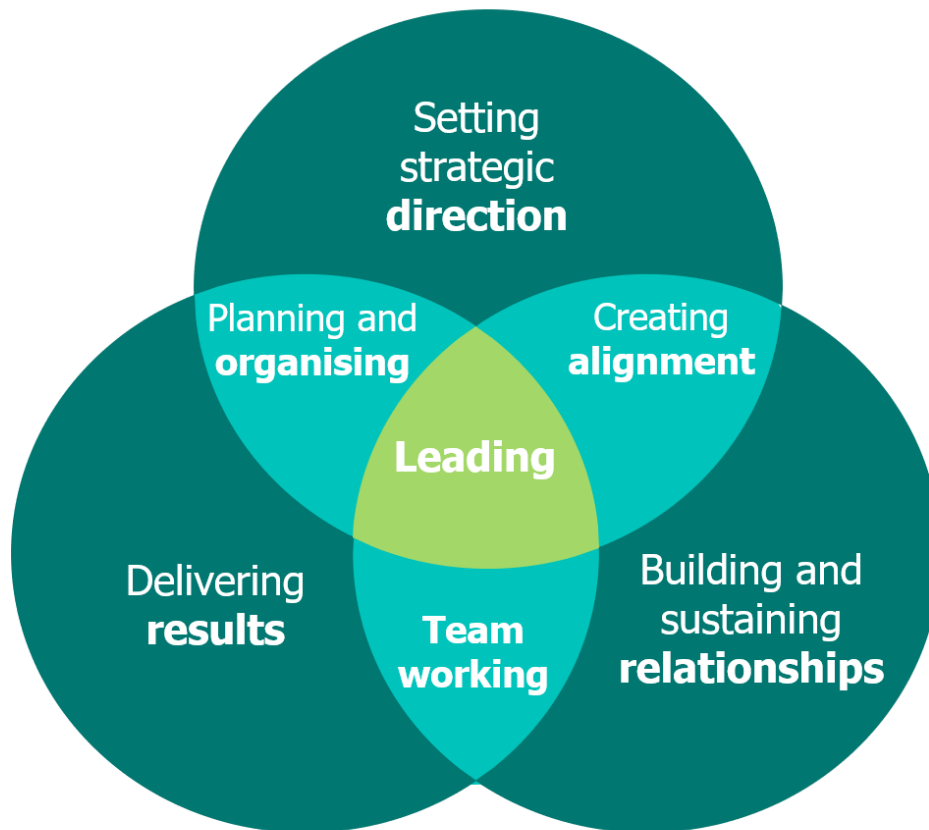 Setting
strategic
direction
Planning and
organising
Creating
alignment
Leading
Delivering
results
Team
working
Building and
sustaining
relationships